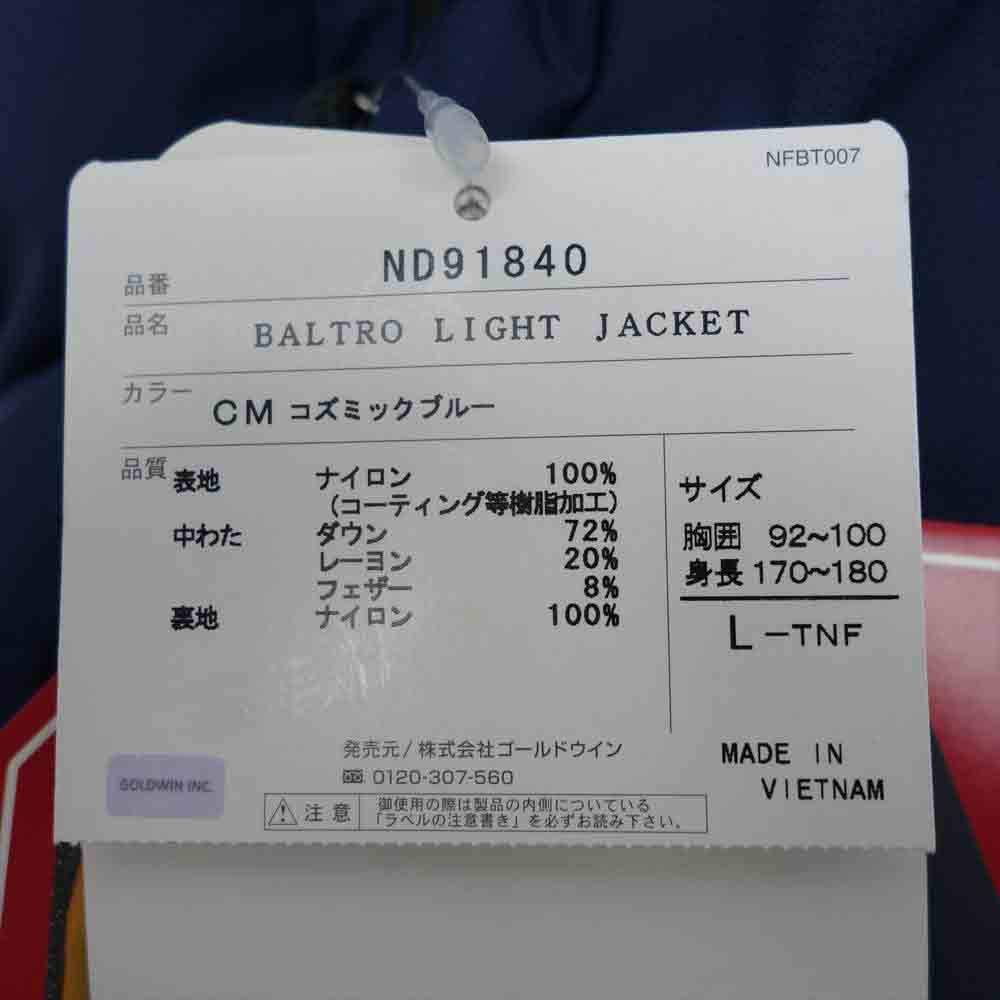 NFBT007
品番 ND91840
品名 BALTRO LIGHT JACKET
カラー CM コズミックブルー
品質 表地 ナイロン 100%
(コーティング等樹脂加工)
中わた ダウン 72%
レーヨン 20%
フェザー 8%
裏地 ナイロン 100%
サイズ
胸囲 92~100
身長 170~180
L-TNF
発売元/株式会社ゴールドウイン
0120-307-560
GOLDWIN INC.
注意 御使用の際は製品の内側についている
「ラベルの注意書き」を必ずお読み下さい。
MADE IN
VIETNAM